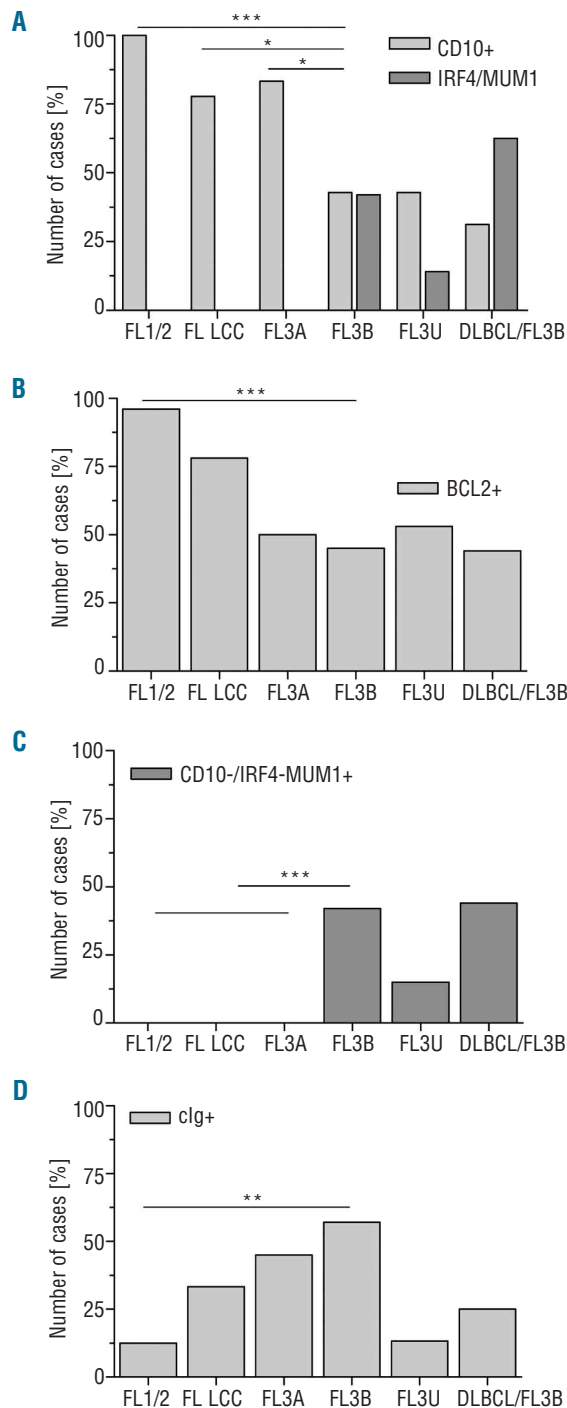 A
***
*
*
CD10+
IRF4/MUM1
Number of cases [%]
100
75
50
25
0
FL1/2 FL LCC FL3A FL3B FL3U DLBCL/FL3B
B
***
BCL2+
Number of cases [%]
100
75
50
25
0
FL1/2 FL LCC FL3A FL3B FL3U DLBCL/FL3B
C
CD10-/IRF4-MUM1+
***
Number of cases [%]
100
75
50
25
0
FL1/2 FL LCC FL3A FL3B FL3U DLBCL/FL3B
D
cIg+
**
Number of cases [%]
100
75
50
25
0
FL1/2 FL LCC FL3A FL3B FL3U DLBCL/FL3B